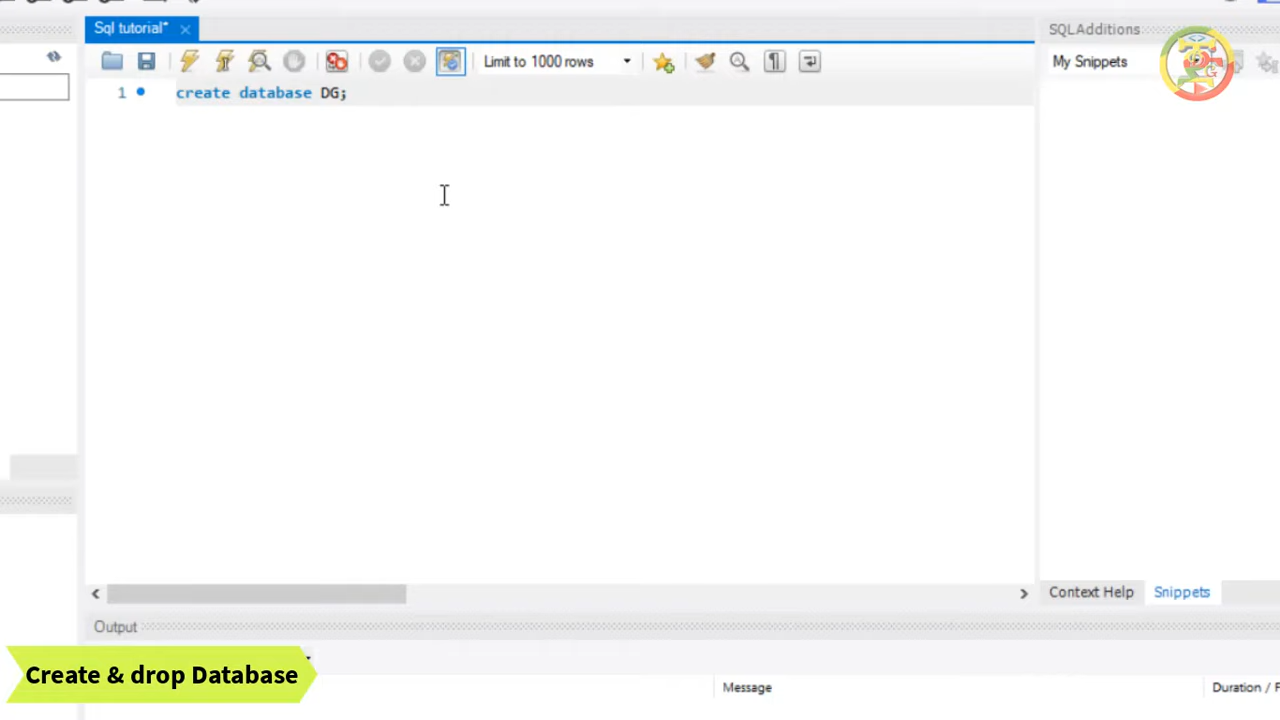 Sql tutorial*
SQLAdditions
Limit to 1000 rows
My Snippets
1
create database DG;
Context Help
Snippets
Output
Create & drop Database
Message
Duration /